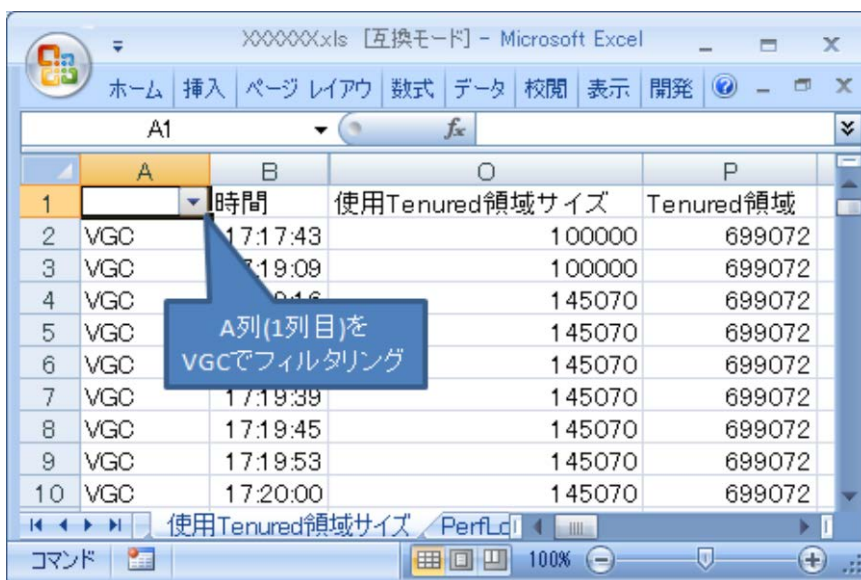 XXXXXX.xls [互換モード] - Microsoft Excel
ホーム 挿入 ページ レイアウト 数式 データ 校閲 表示 開発
A1 fx
A B O P
1 時間 使用Tenured領域サイズ Tenured領域
2 VGC 17:17:43 100000 699072
3 VGC 17:19:09 100000 699072
4 VGC 145070 699072
5 VGC 145070 699072
6 VGC 145070 699072
7 VGC 17:19:39 145070 699072
8 VGC 17:19:45 145070 699072
9 VGC 17:19:53 145070 699072
10 VGC 17:20:00 145070 699072
A列(1列目)を
VGCでフィルタリング
使用Tenured領域サイズ PerfLo
コマンド 100%